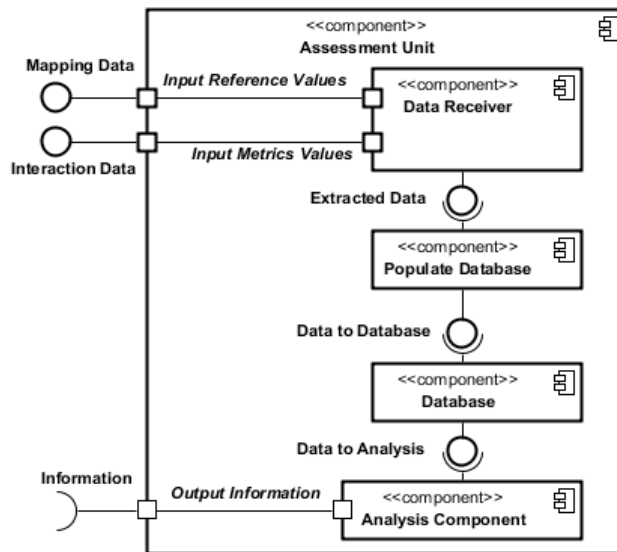 <<component>>
Assessment Unit
Mapping Data
Input Reference Values
<<component>>
Data Receiver
Interaction Data
Input Metrics Values
Extracted Data
<<component>>
Populate Database
Data to Database
<<component>>
Database
Data to Analysis
Information
Output Information
<<component>>
Analysis Component